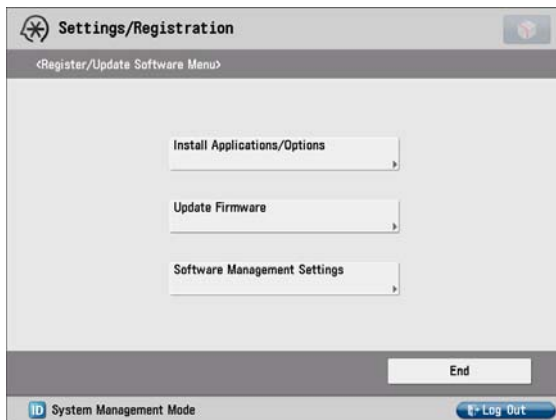 Settings/Registration
<Register/Update Software Menu>
Install Applications/Options
Update Firmware
Software Management Settings
End
ID System Management Mode
Log Out